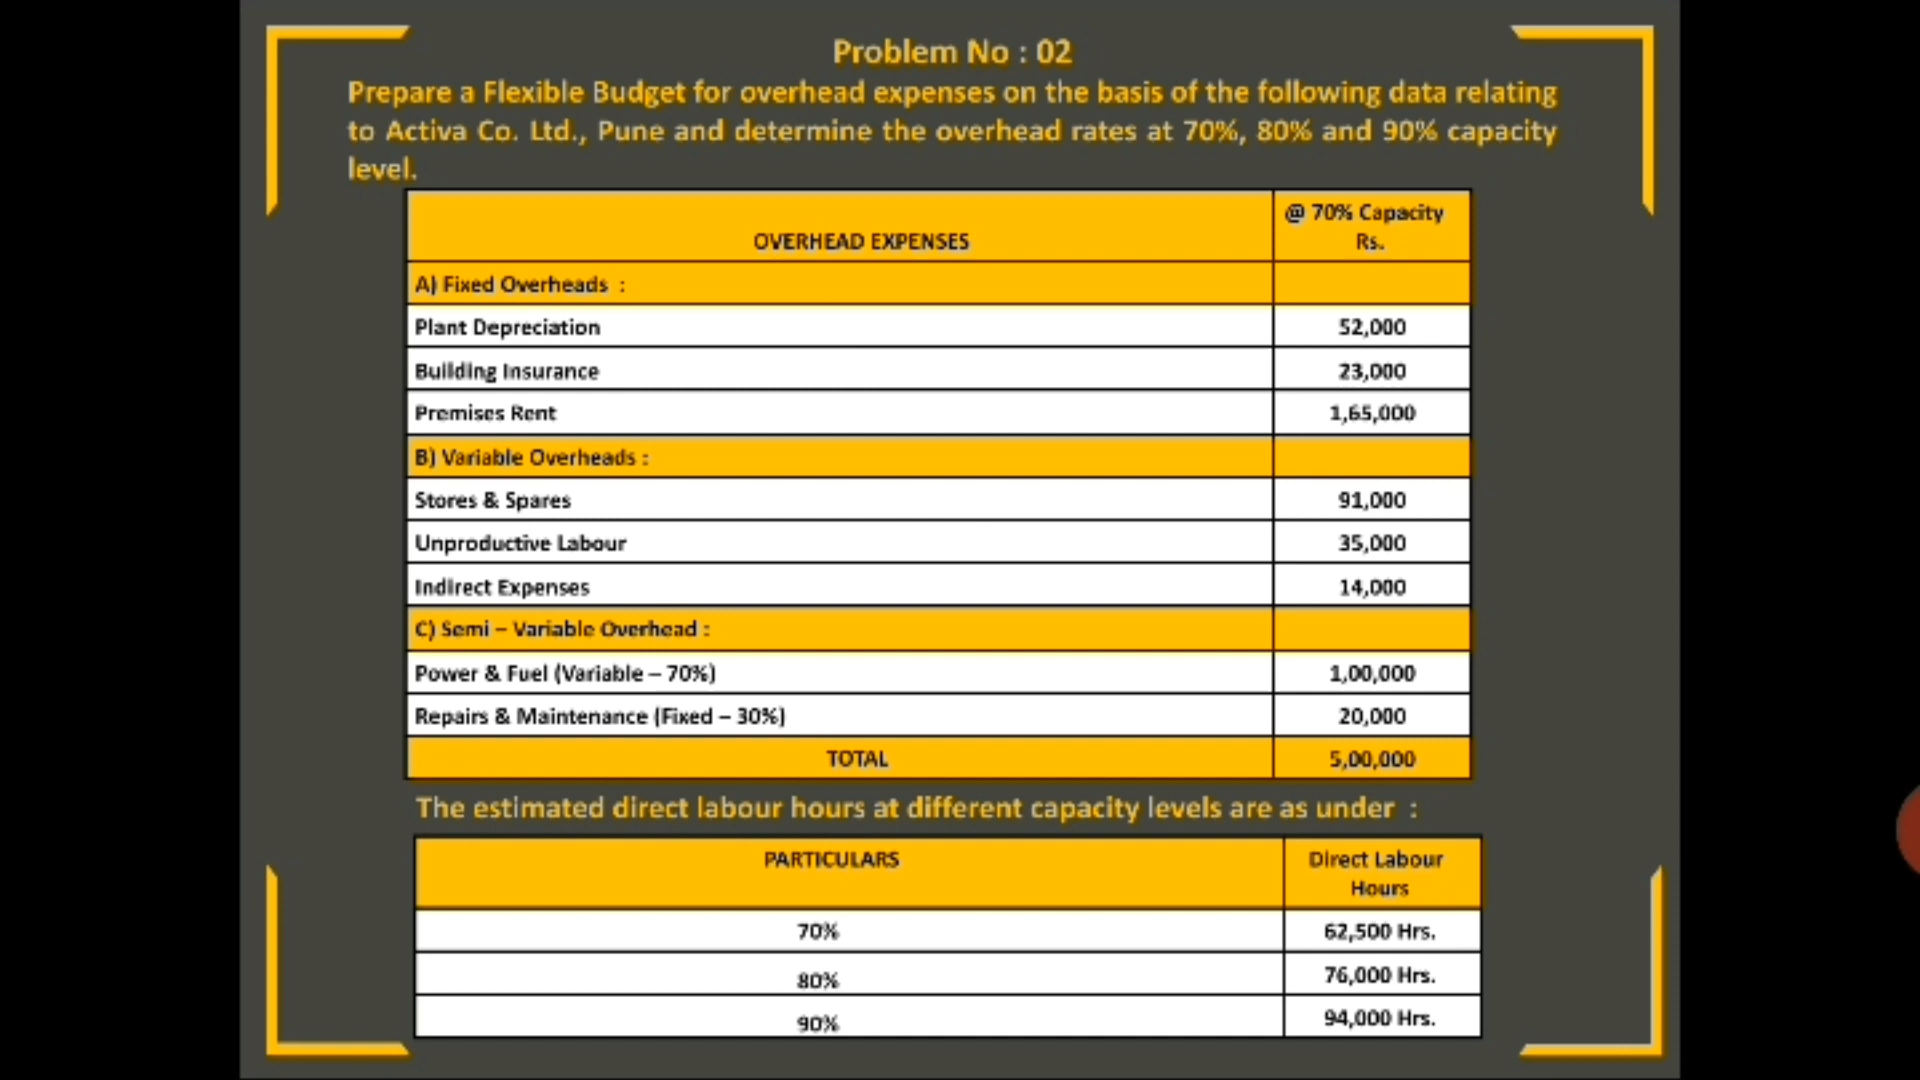 Problem No : 02
Prepare a Flexible Budget for overhead expenses on the basis of the following data relating
to Activa Co. Ltd., Pune and determine the overhead rates at 70%, 80% and 90% capacity
level.
OVERHEAD EXPENSES @ 70% Capacity Rs.
A) Fixed Overheads :
Plant Depreciation 52,000
Building Insurance 23,000
Premises Rent 1,65,000
B) Variable Overheads :
Stores & Spares 91,000
Unproductive Labour 35,000
Indirect Expenses 14,000
C) Semi – Variable Overhead :
Power & Fuel (Variable – 70%) 1,00,000
Repairs & Maintenance (Fixed – 30%) 20,000
TOTAL 5,00,000
The estimated direct labour hours at different capacity levels are as under :
PARTICULARS Direct Labour Hours
70% 62,500 Hrs.
80% 76,000 Hrs.
90% 94,000 Hrs.